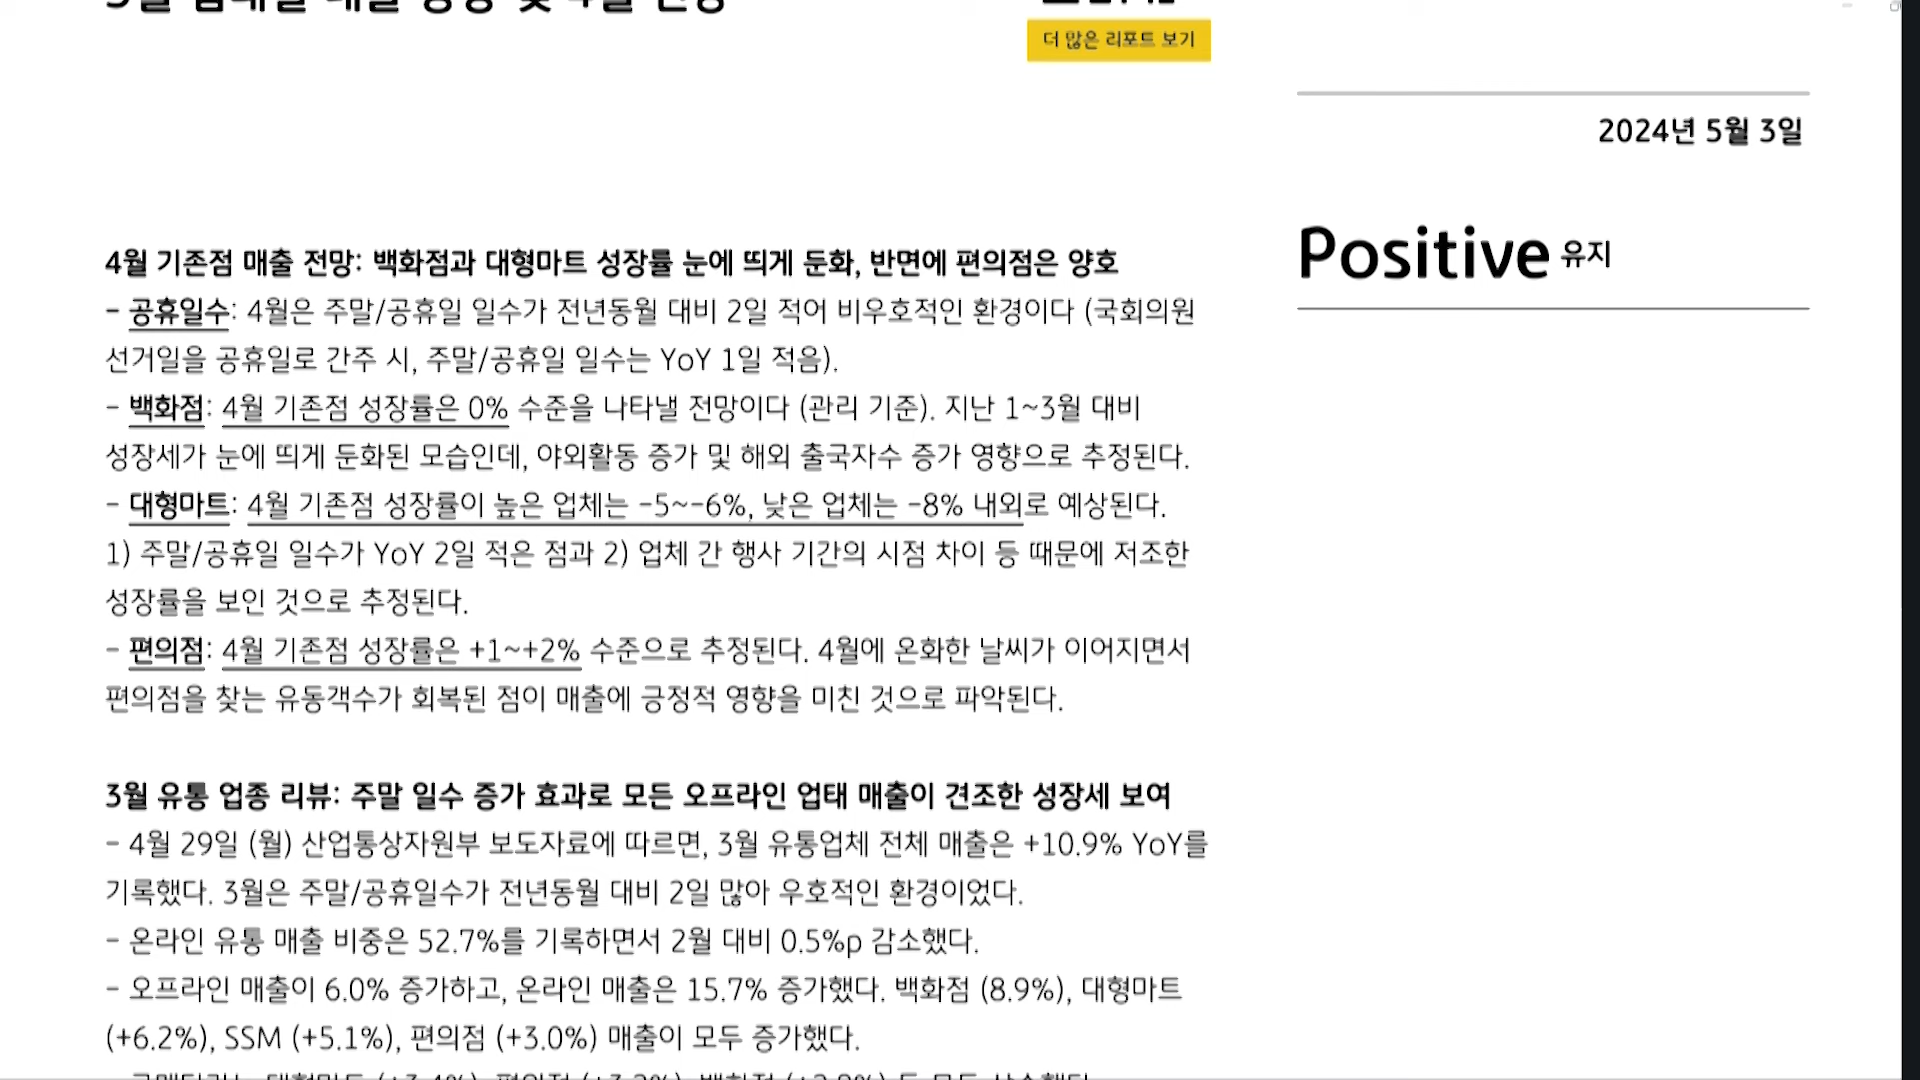 더 많은 리포트 보기
2024년 5월 3일
Positive 유지
4월 기존점 매출 전망: 백화점과 대형마트 성장률 눈에 띄게 둔화, 반면에 편의점은 양호
- 공휴일수: 4월은 주말/공휴일 일수가 전년동월 대비 2일 적어 비우호적인 환경이다 (국회의원
선거일을 공휴일로 간주 시, 주말/공휴일 일수는 YoY 1일 적음).
- 백화점: 4월 기존점 성장률은 0% 수준을 나타낼 전망이다 (관리 기준). 지난 1~3월 대비
성장세가 눈에 띄게 둔화된 모습인데, 야외활동 증가 및 해외 출국자수 증가 영향으로 추정된다.
- 대형마트: 4월 기존점 성장률이 높은 업체는 -5~-6%, 낮은 업체는 -8% 내외로 예상된다.
1) 주말/공휴일 일수가 YoY 2일 적은 점과 2) 업체 간 행사 기간의 시점 차이 등 때문에 저조한
성장률을 보인 것으로 추정된다.
- 편의점: 4월 기존점 성장률은 +1~+2% 수준으로 추정된다. 4월에 온화한 날씨가 이어지면서
편의점을 찾는 유동객수가 회복된 점이 매출에 긍정적 영향을 미친 것으로 파악된다.
3월 유통 업종 리뷰: 주말 일수 증가 효과로 모든 오프라인 업태 매출이 견조한 성장세 보여
- 4월 29일 (월) 산업통상자원부 보도자료에 따르면, 3월 유통업체 전체 매출은 +10.9% YoY를
기록했다. 3월은 주말/공휴일수가 전년동월 대비 2일 많아 우호적인 환경이었다.
- 온라인 유통 매출 비중은 52.7%를 기록하면서 2월 대비 0.5%p 감소했다.
- 오프라인 매출이 6.0% 증가하고, 온라인 매출은 15.7% 증가했다. 백화점 (8.9%), 대형마트
(+6.2%), SSM (+5.1%), 편의점 (+3.0%) 매출이 모두 증가했다.